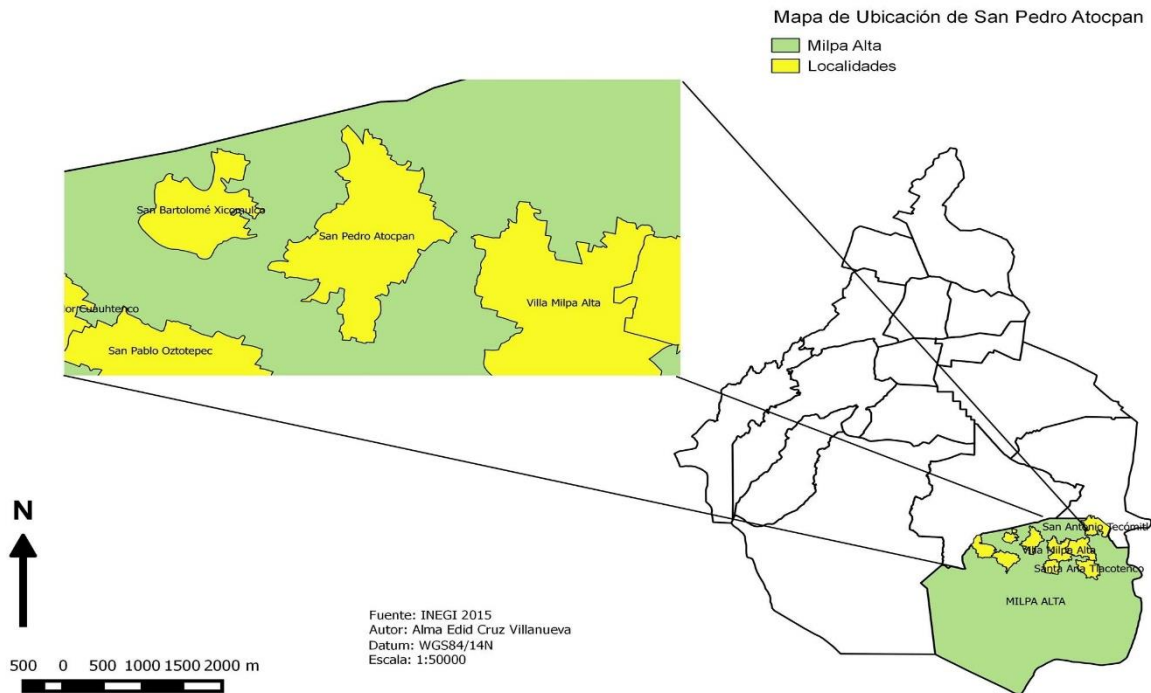 Mapa de Ubicación de San Pedro Atocpan
Milpa Alta
Localidades
San Bartolomé Xicomulco
San Pedro Atocpan
Villa Milpa Alta
or Cuauhtenco
San Pablo Oztotepec
San Antonio Tecómitl
Villa Milpa Alta
Santa Ana Tlacotenco
MILPA ALTA
N
Fuente: INEGI 2015
Autor: Alma Edid Cruz Villanueva
Datum: WGS84/14N
Escala: 1:50000
500 0 500 1000 1500 2000 m